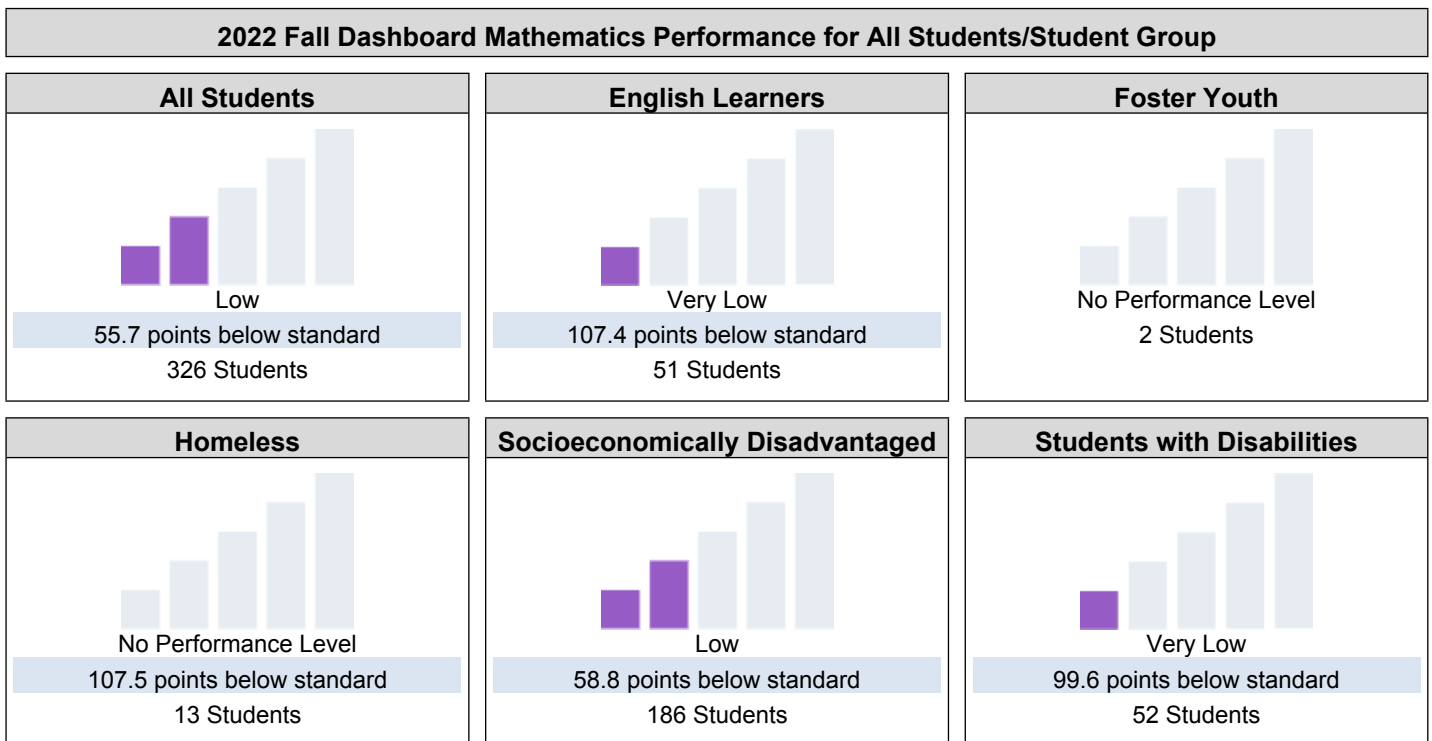 2022 Fall Dashboard Mathematics Performance for All Students/Student Group
All Students
Low
55.7 points below standard
326 Students
English Learners
Very Low
107.4 points below standard
51 Students
Foster Youth
No Performance Level
2 Students
Homeless
No Performance Level
107.5 points below standard
13 Students
Socioeconomically Disadvantaged
Low
58.8 points below standard
186 Students
Students with Disabilities
Very Low
99.6 points below standard
52 Students